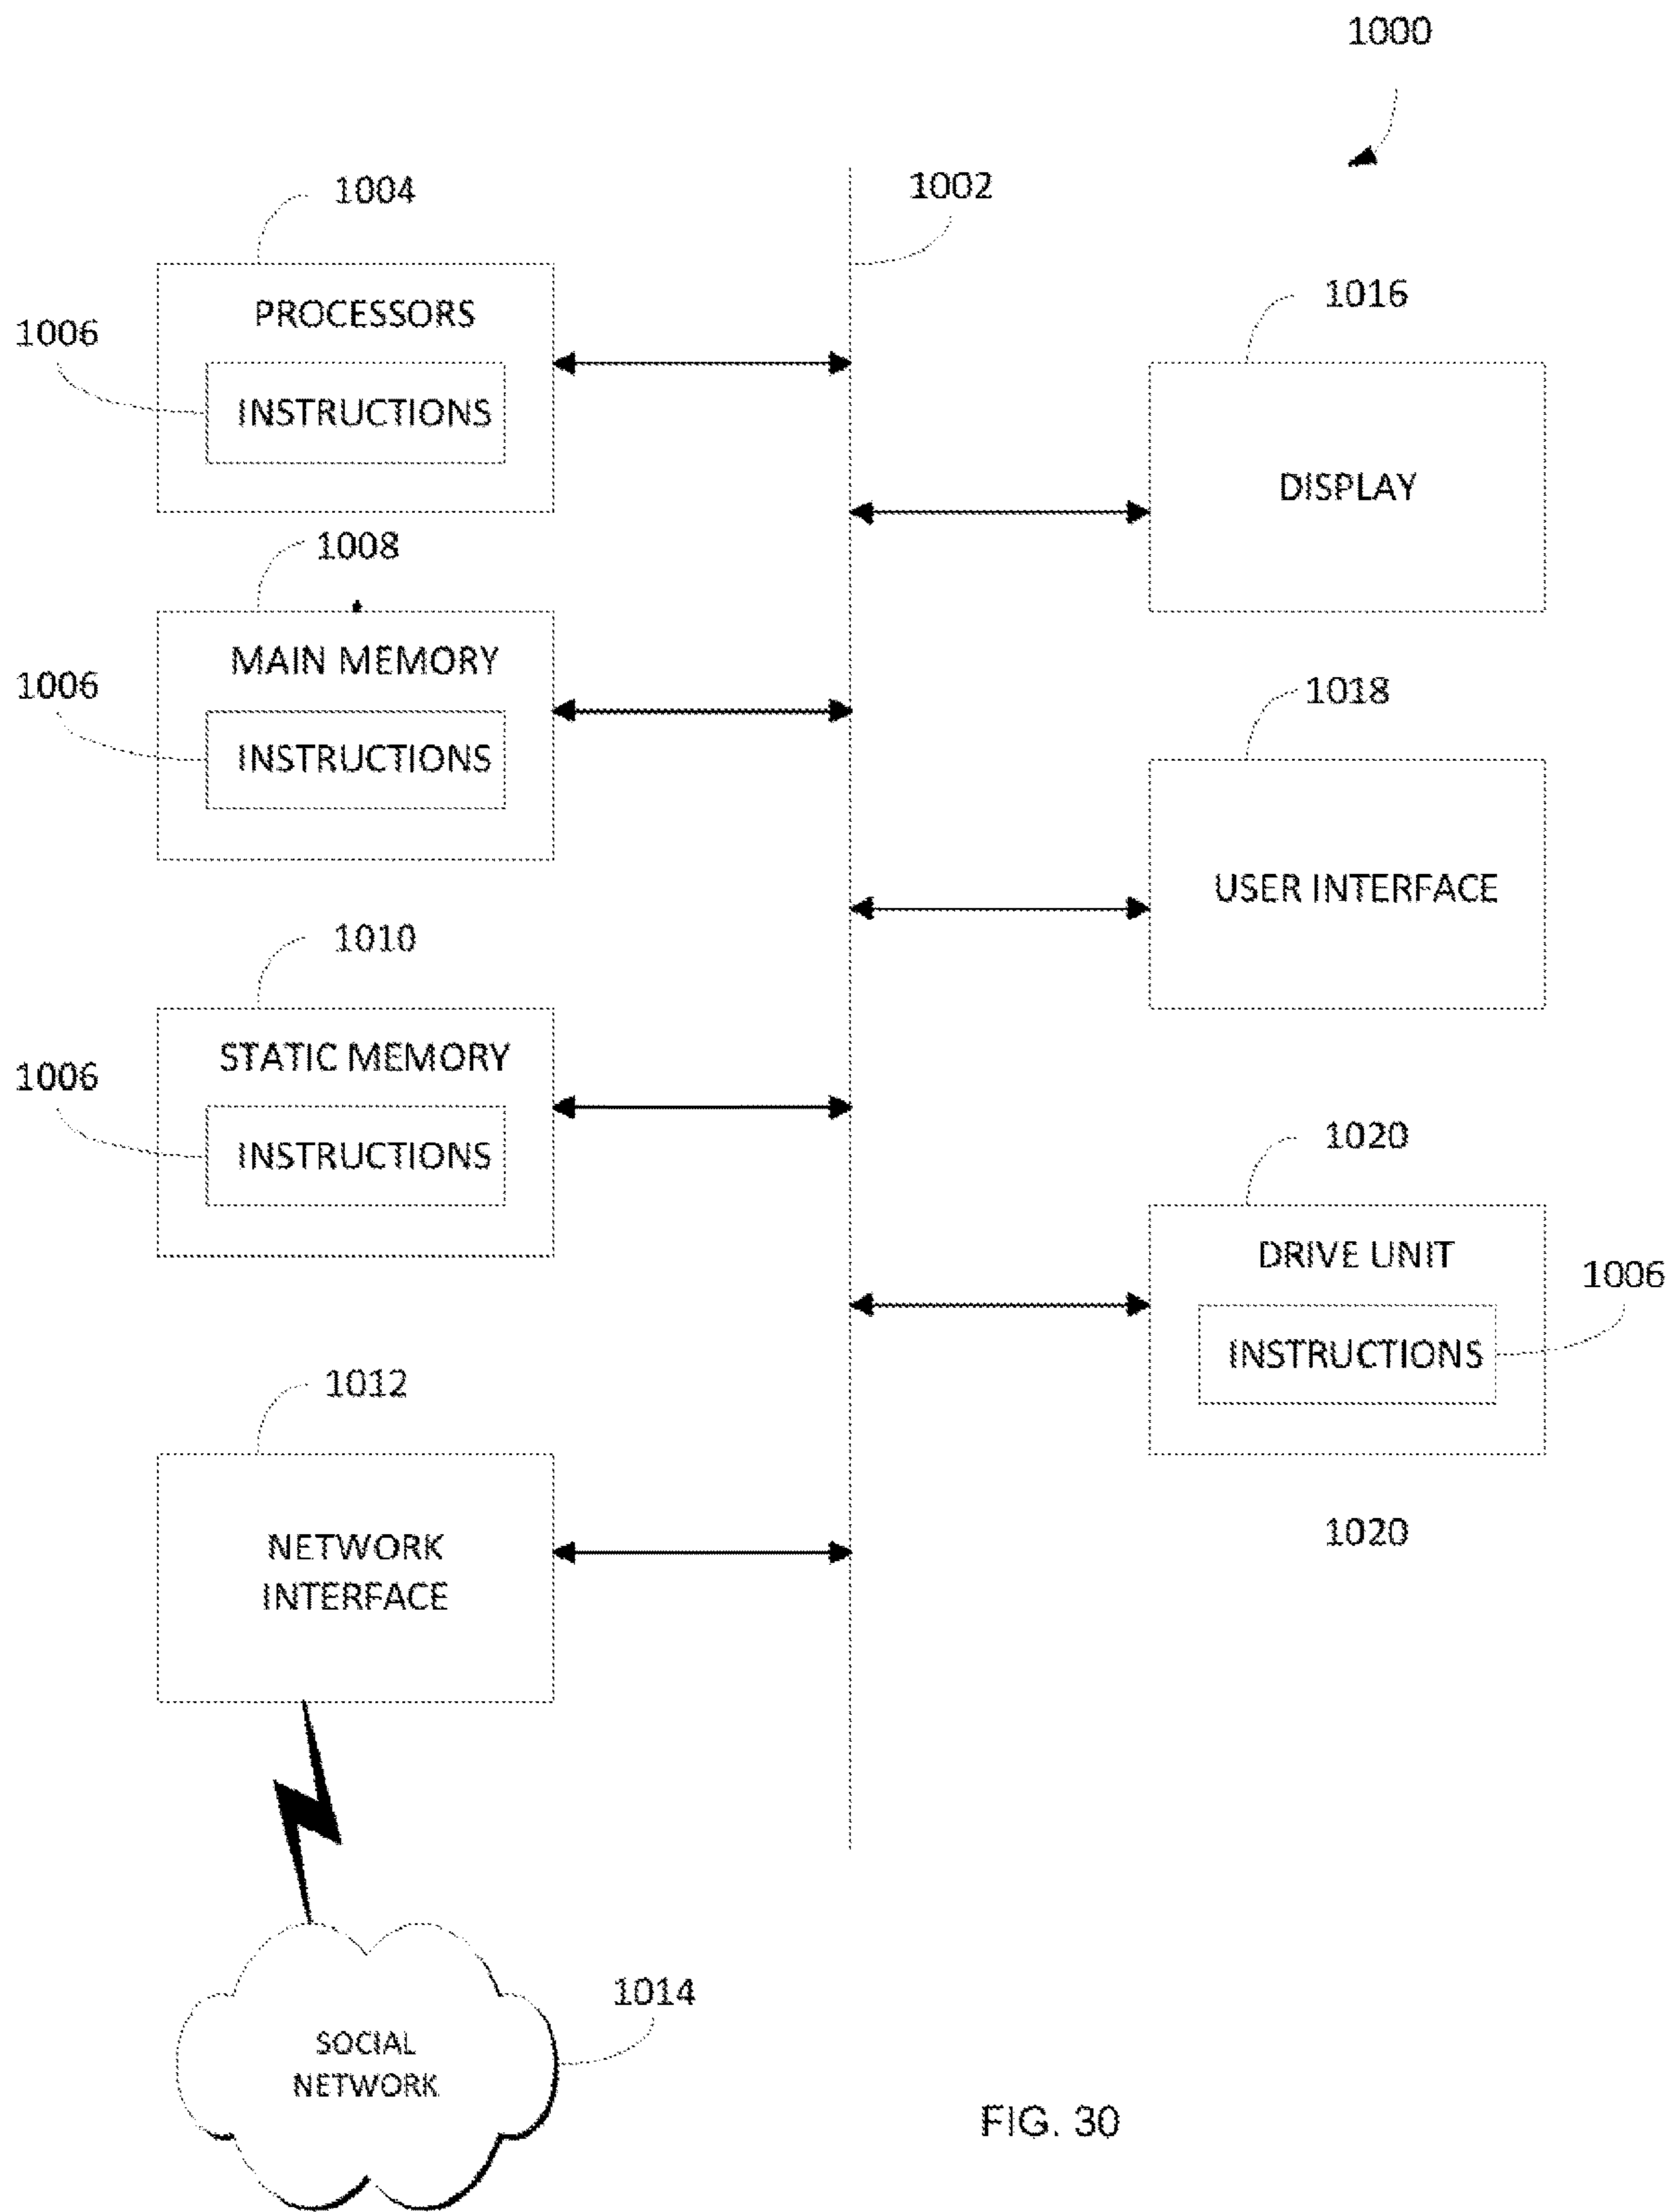 1000
1004
1002
PROCESSORS
1006
INSTRUCTIONS
1016
DISPLAY
1008
MAIN MEMORY
1006
INSTRUCTIONS
1018
USER INTERFACE
1010
STATIC MEMORY
1006
INSTRUCTIONS
1020
DRIVE UNIT
1006
INSTRUCTIONS
1012
NETWORK
INTERFACE
1020
1014
SOCIAL
NETWORK
FIG. 30